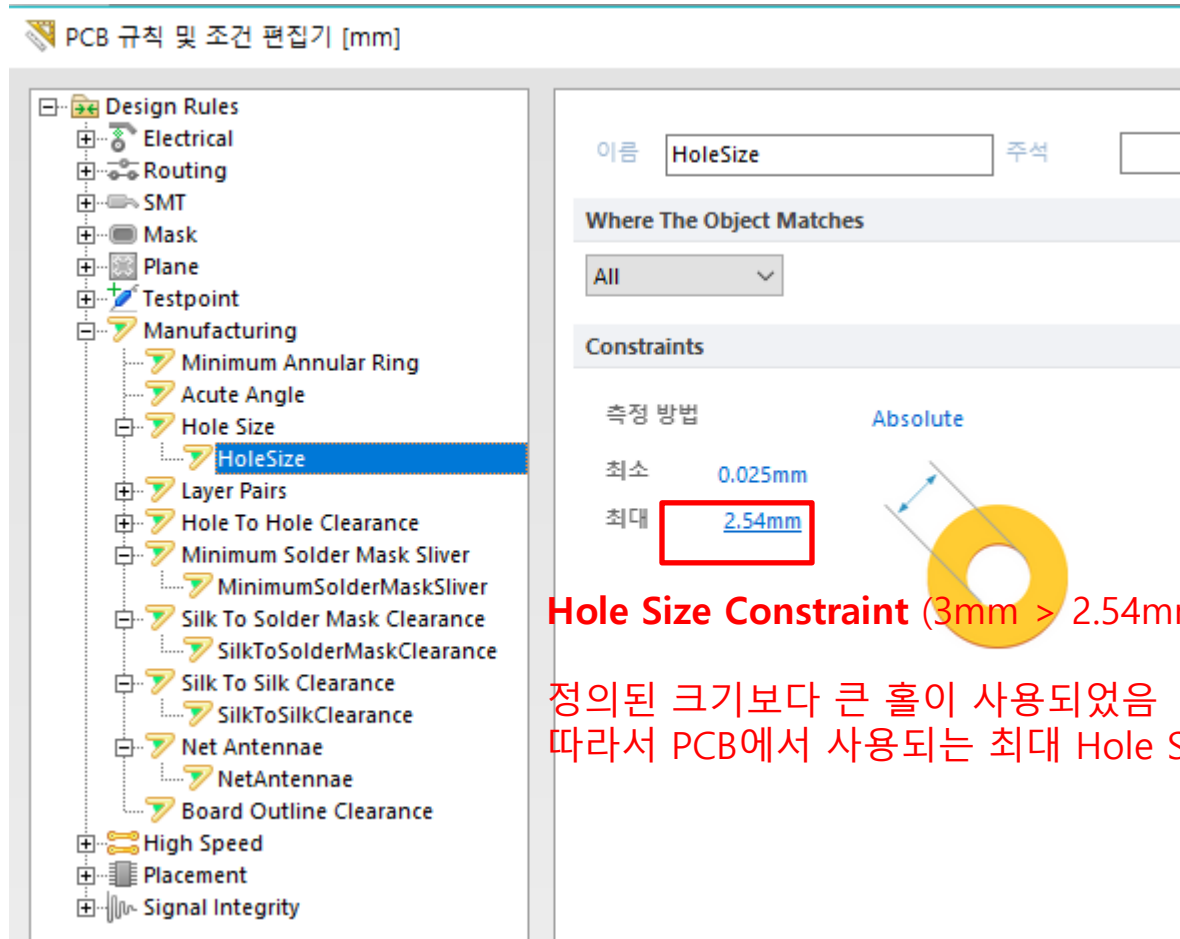 PCB 규칙 및 조건 편집기 [mm]
Design Rules
Electrical
Routing
SMT
Mask
Plane
Testpoint
Manufacturing
Minimum Annular Ring
Acute Angle
Hole Size
HoleSize
Layer Pairs
Hole To Hole Clearance
Minimum Solder Mask Sliver
MinimumSolderMaskSliver
Silk To Solder Mask Clearance
SilkToSolderMaskClearance
Silk To Silk Clearance
SilkToSilkClearance
Net Antennae
NetAntennae
Board Outline Clearance
High Speed
Placement
Signal Integrity
이름 HoleSize 주석
Where The Object Matches
All
Constraints
측정 방법 Absolute
최소 0.025mm
최대 2.54mm
Hole Size Constraint (3mm > 2.54m
정의된 크기보다 큰 홀이 사용되었음
따라서 PCB에서 사용되는 최대 Hole